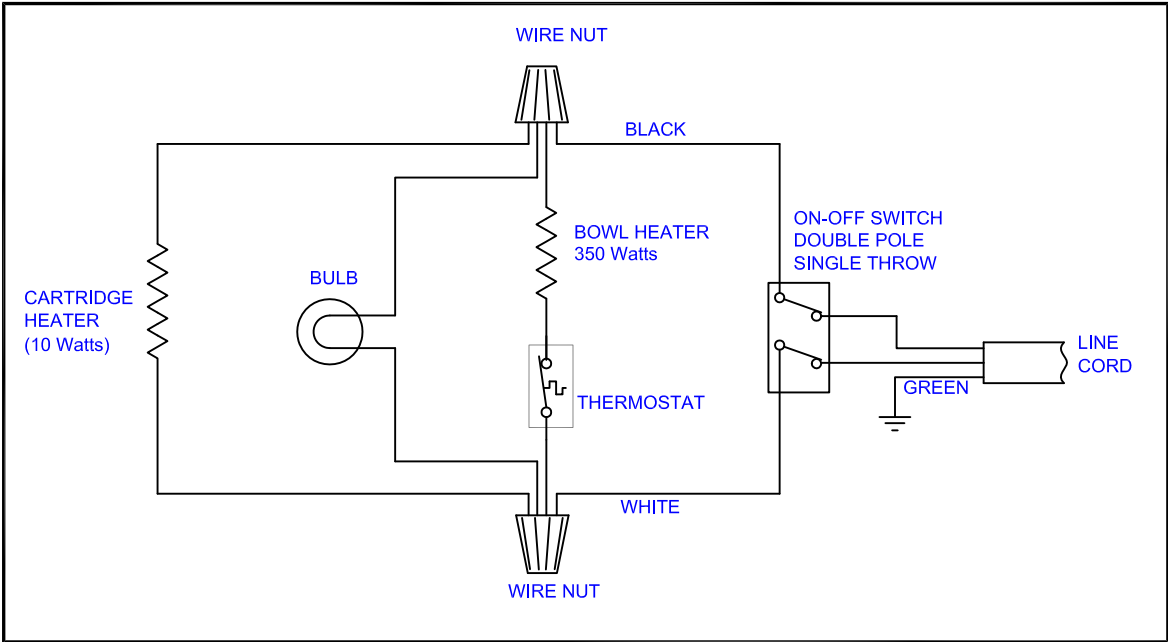 WIRE NUT
BLACK
ON-OFF SWITCH
DOUBLE POLE
SINGLE THROW
BOWL HEATER
350 Watts
BULB
CARTRIDGE
HEATER
(10 Watts)
LINE
CORD
GREEN
THERMOSTAT
WHITE
WIRE NUT